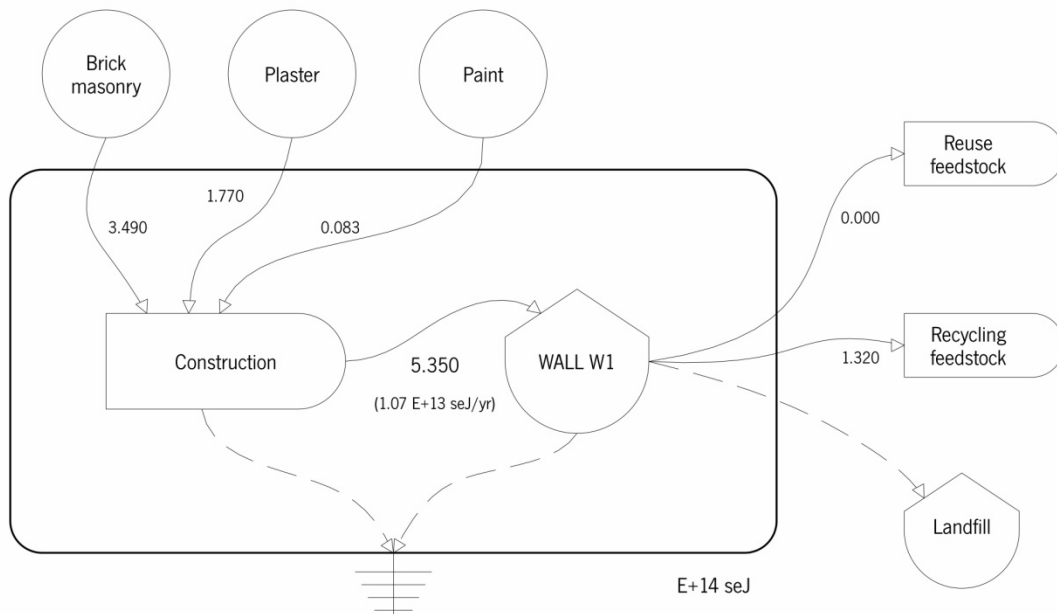 Brick
masonry
Plaster
Paint
Reuse
feedstock
1.770
3.490
0.083
0.000
Construction
5.350
(1.07 E+13 seJ/yr)
WALL W1
1.320
Recycling
feedstock
Landfill
E+14 seJ